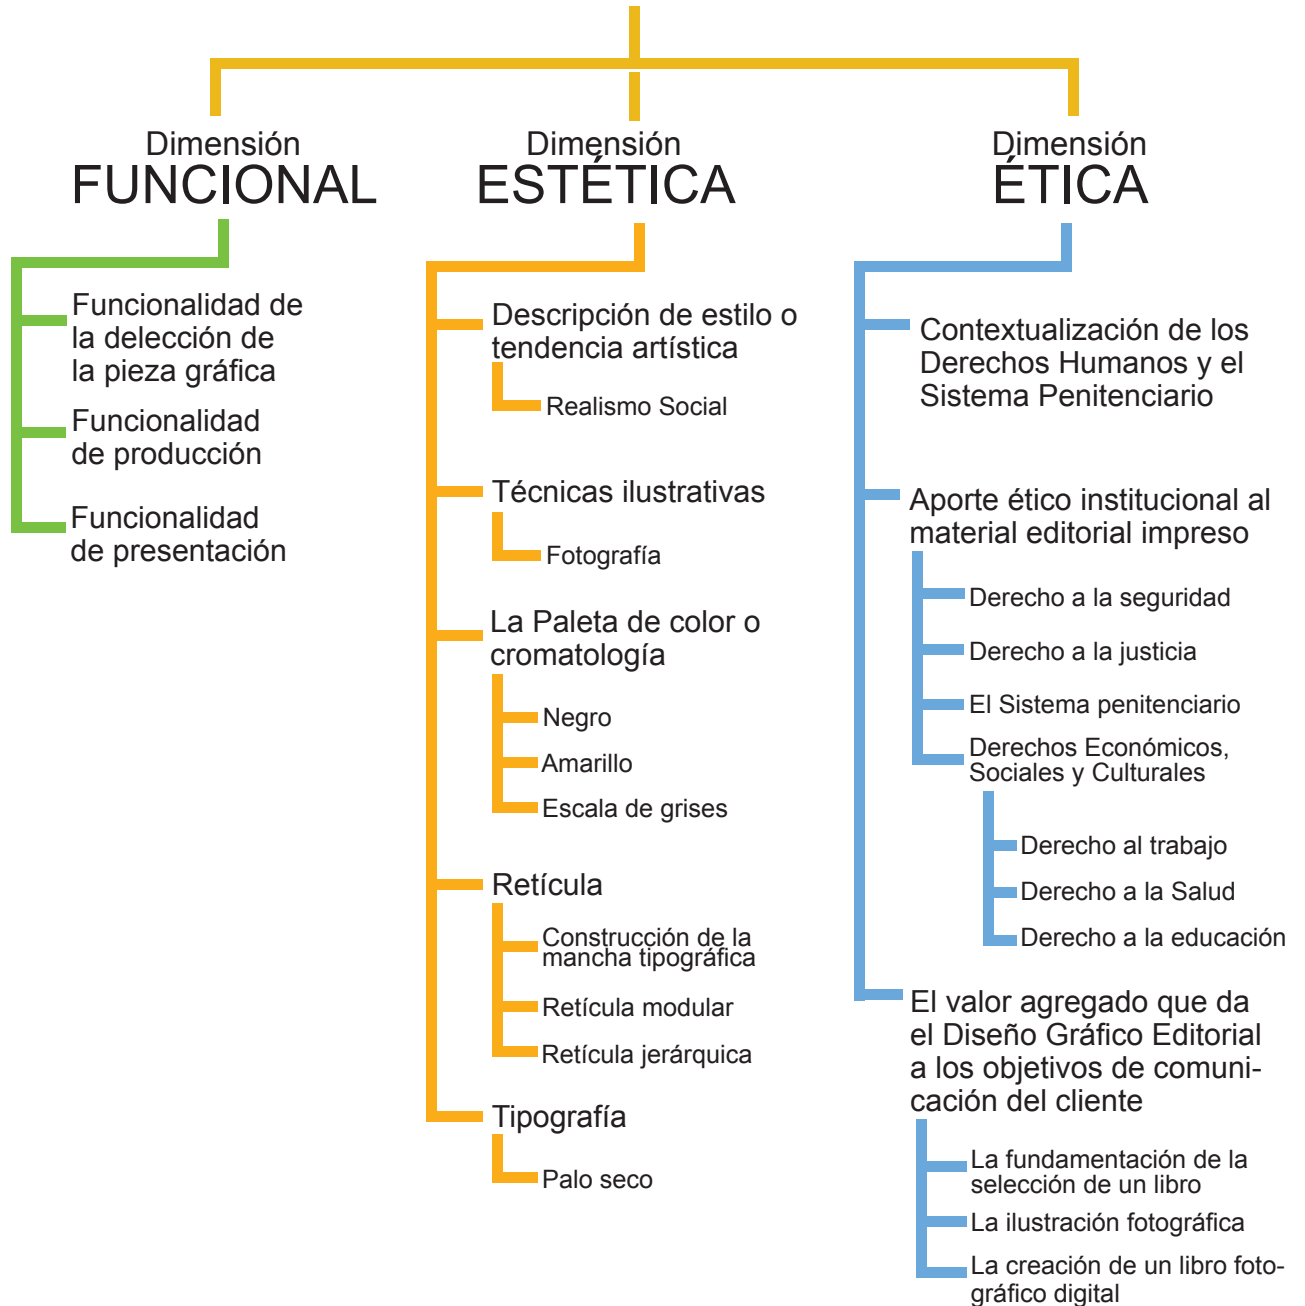 Dimensión
FUNCIONAL
Funcionalidad de
la delección de
la pieza gráfica
Funcionalidad
de producción
Funcionalidad
de presentación
Dimensión
ESTÉTICA
Descripción de estilo o
tendencia artística
Realismo Social
Técnicas ilustrativas
Fotografía
La Paleta de color o
cromatología
Negro
Amarillo
Escala de grises
Retícula
Construcción de la
mancha tipográfica
Retícula modular
Retícula jerárquica
Tipografía
Palo seco
Dimensión
ÉTICA
Contextualización de los
Derechos Humanos y el
Sistema Penitenciario
Aporte ético institucional al
material editorial impreso
Derecho a la seguridad
Derecho a la justicia
El Sistema penitenciario
Derechos Económicos,
Sociales y Culturales
Derecho al trabajo
Derecho a la Salud
Derecho a la educación
El valor agregado que da
el Diseño Gráfico Editorial
a los objetivos de comuni-
cación del cliente
La fundamentación de la
selección de un libro
La ilustración fotográfica
La creación de un libro foto-
gráfico digital